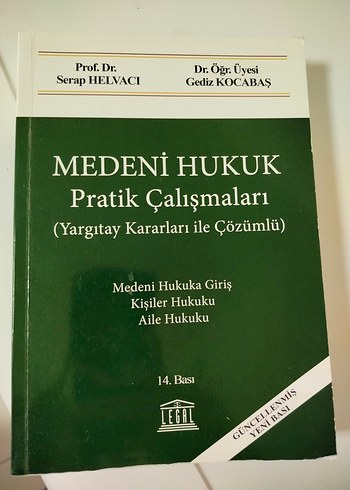 Prof. Dr.
Serap HELVACI
Dr. Öğr. Üyesi
Gediz KOCABAŞ
MEDENİ HUKUK
Pratik Çalışmaları
(Yargıtay Kararları ile Çözümlü)
Medeni Hukuka Giriş
Kişiler Hukuku
Aile Hukuku
14. Bası
LEGAL
GÜNCELLENMİŞ
YENİ BASI